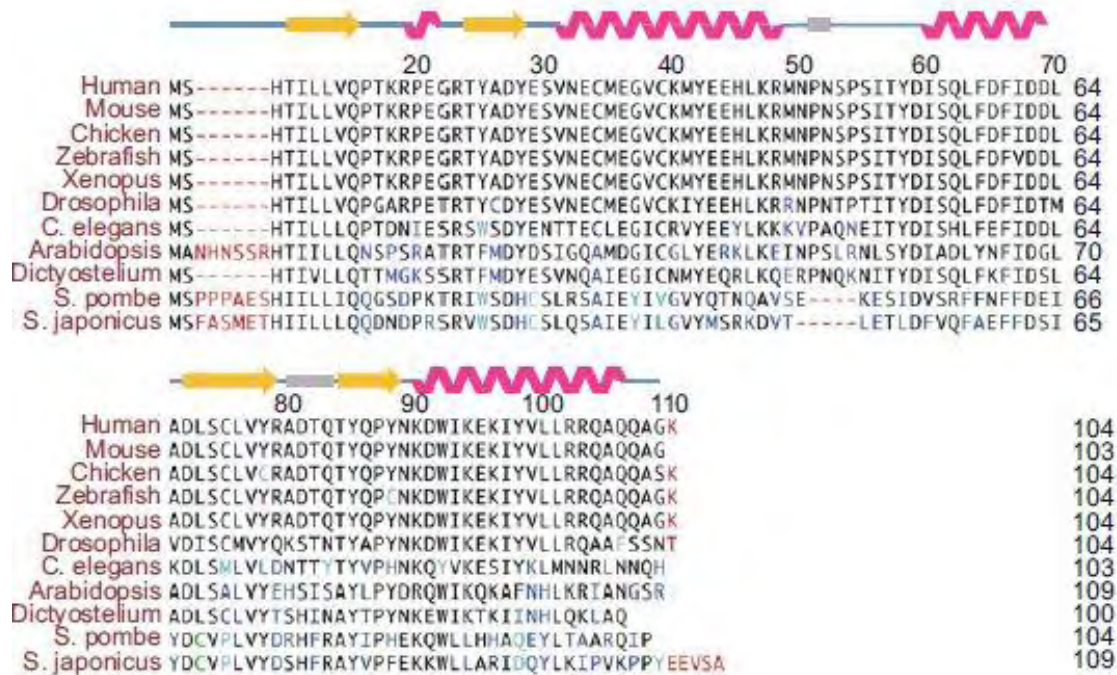 20 30 40 50 60 70
Human MS------HTILLVQPTKRPEGRTYADYESVNECMEGVCKMYEEHLKRMNPNSPSITYDISQLFDFIDDL 64
Mouse MS------HTILLVQPTKRPEGRTYADYESVNECMEGVCKMYEEHLKRMNPNSPSITYDISQLFDFIDDL 64
Chicken MS------HTILLVQPTKRPEGRTYADYESVNECMEGVCKMYEEHLKRMNPNSPSITYDISQLFDFIDDL 64
Zebrafish MS------HTILLVQPTKRPEGRTYADYESVNECMEGVCKMYEEHLKRMNPNSPSITYDISQLFDFVDDL 64
Xenopus MS------HTILLVQPTKRPEGRTYADYESVNECMEGVCKMYEEHLKRMNPNSPSITYDISQLFDFIDDL 64
Drosophila MS------HTILLVQPGARPETRTYCDYESVNECMEGVCKIYEEHLKRRNPNTPTITYDISQLFDFIDTM 64
C. elegans MS------HTILLVQPTDNIESRSWSDYENTTECLEGICRVYEEYLKKKVPAQNEITYDISHLFEFIDDL 64
Arabidopsis MANHNSSRHTIILLQNSPSRATRTFMDYDSIGQAMDGICGLYERKLKEINPSLRNLSYDIADLYNFIDGL 70
Dictyostelium MS------HTIVLLQTTMGKSSRTFMDYESVNQAIEGICNMYEQRLKQERPNQKNITYDISQLFKFIDSL 64
S. pombe MSPPPAESHIILLIQQGSDPKTRIWSDHCSLRSAIEYIVGVYQTNQAVSE----KESIDVSRFFNFFDEI 66
S. japonicus MSFASMETHIILLLQQDNDPRSRVWSDHCSLQSAIEYILGVYMSRKDVT-----LETLDFVQFAEFFDSI 65
80 90 100 110
Human ADLSCLVYRADTQTYQPYNKDWIKEKIYVLLRRQAQQAGK 104
Mouse ADLSCLVYRADTQTYQPYNKDWIKEKIYVLLRRQAQQAG 103
Chicken ADLSCLVCRADTQTYQPYNKDWIKEKIYVLLRRQAQQASK 104
Zebrafish ADLSCLVYRADTQTYQPCNKDWIKEKIYVLLRRQAQQAGK 104
Xenopus ADLSCLVYRADTQTYQPYNKDWIKEKIYVLLRRQAQQAGK 104
Drosophila VDISCMVYQKSTNTYAPYNKDWIKEKIYVLLRQAAFSSNT 104
C. elegans KDLSMLVLDNTTYTYVPHNKQYVKESIYKLMNNRLNNQH 103
Arabidopsis ADLSALVYEHSISAYLPYDRQWIKQKAFNHLKRIANGSR 109
Dictyostelium ADLSCLVYTSHINAYTPYNKEWIKTKIINHLQKLAQ 100
S. pombe YDCVPLVYDRHFRAYIPHEKQWLLHHAQEYLTAARQIP 104
S. japonicus YDCVPLVYDSHFRAYVPFEKKWLLARIDQYLKIPVKPPYEEVSA 109